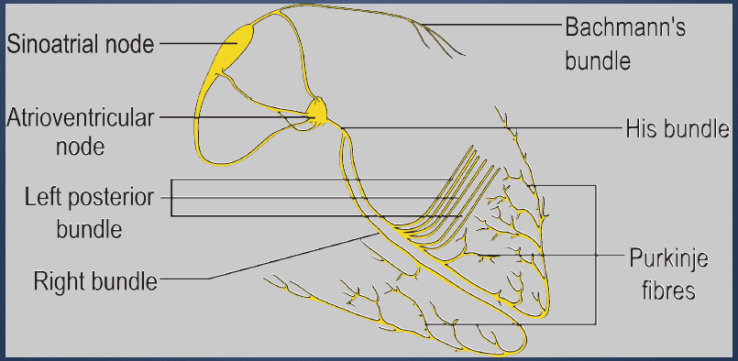 Sinoatrial node
Bachmann's
bundle
Atrioventricular
node
His bundle
Left posterior
bundle
Right bundle
Purkinje
fibres